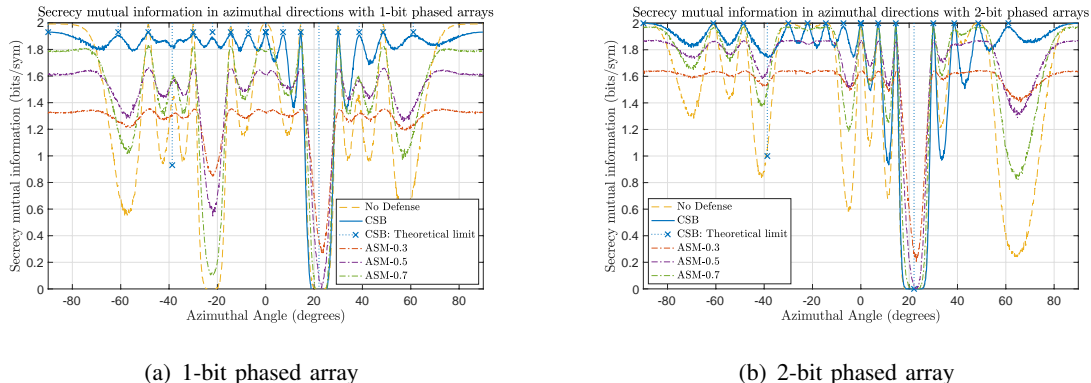 Secrecy mutual information in azimuthal directions with 1-bit phased arrays
Secrecy mutual information (bits/sym)
2
1.8
1.6
1.4
1.2
1
0.8
0.6
0.4
0.2
0
-80 -60 -40 -20 0 20 40 60 80
Azimuthal Angle (degrees)
No Defense
CSB
CSB: Theoretical limit
ASM-0.3
ASM-0.5
ASM-0.7
(a) 1-bit phased array
Secrecy mutual information in azimuthal directions with 2-bit phased arrays
Secrecy mutual information (bits/sym)
2
1.8
1.6
1.4
1.2
1
0.8
0.6
0.4
0.2
0
-80 -60 -40 -20 0 20 40 60 80
Azimuthal Angle (degrees)
No Defense
CSB
CSB: Theoretical limit
ASM-0.3
ASM-0.5
ASM-0.7
(b) 2-bit phased array